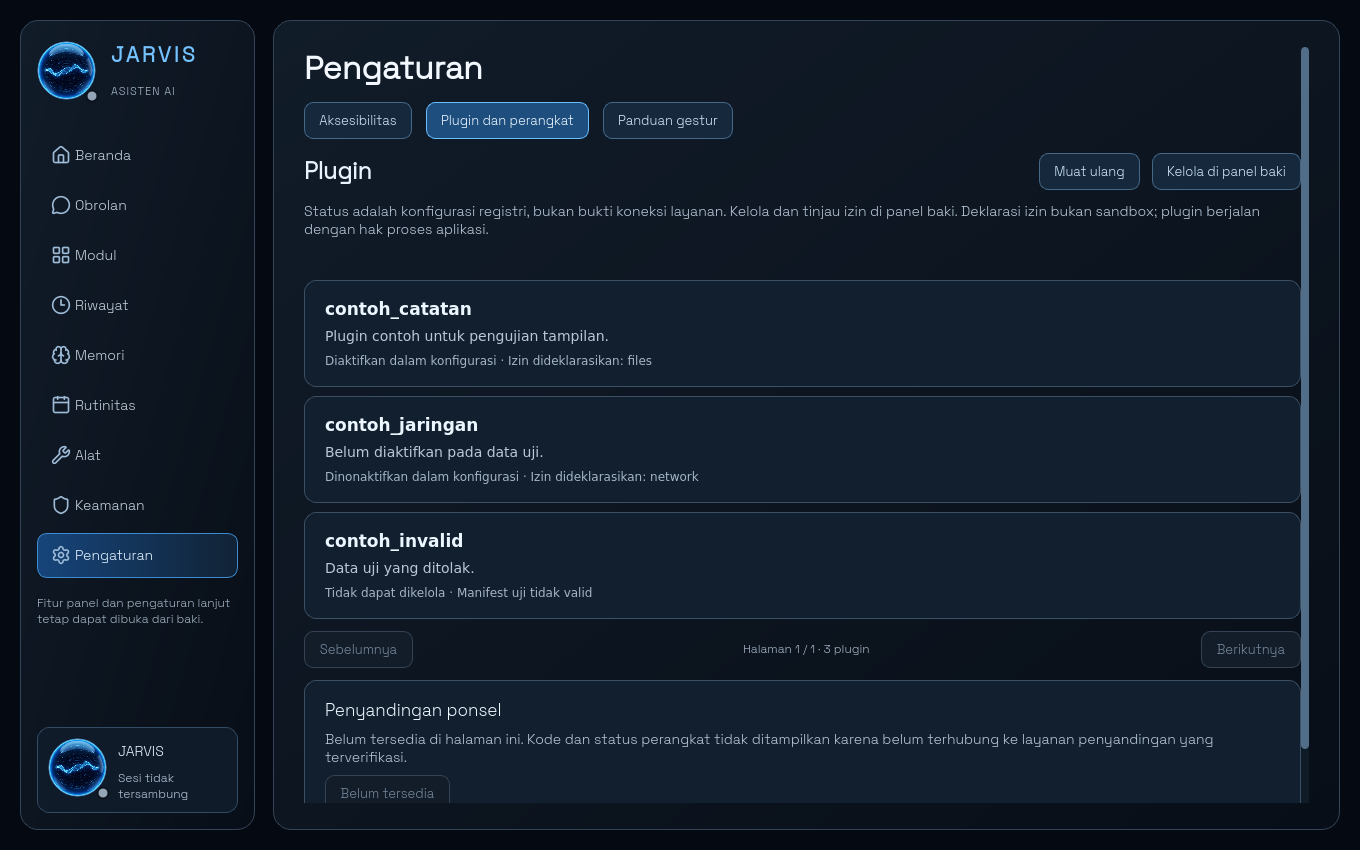 JARVIS
ASISTEN AI
Beranda
Obrolan
Modul
Riwayat
Memori
Rutinitas
Alat
Keamanan
Pengaturan
Fitur panel dan pengaturan lanjut
tetap dapat dibuka dari baki.
JARVIS
Sesi tidak
tersambung
Pengaturan
Aksesibilitas
Plugin dan perangkat
Panduan gestur
Plugin
Muat ulang
Kelola di panel baki
Status adalah konfigurasi registri, bukan bukti koneksi layanan. Kelola dan tinjau izin di panel baki. Deklarasi izin bukan sandbox; plugin berjalan
dengan hak proses aplikasi.
contoh_catatan
Plugin contoh untuk pengujian tampilan.
Diaktifkan dalam konfigurasi · Izin dideklarasikan: files
contoh_jaringan
Belum diaktifkan pada data uji.
Dinonaktifkan dalam konfigurasi · Izin dideklarasikan: network
contoh_invalid
Data uji yang ditolak.
Tidak dapat dikelola · Manifest uji tidak valid
Sebelumnya
Halaman 1 / 1 · 3 plugin
Berikutnya
Penyandingan ponsel
Belum tersedia di halaman ini. Kode dan status perangkat tidak ditampilkan karena belum terhubung ke layanan penyandingan yang
terverifikasi.
Belum tersedia